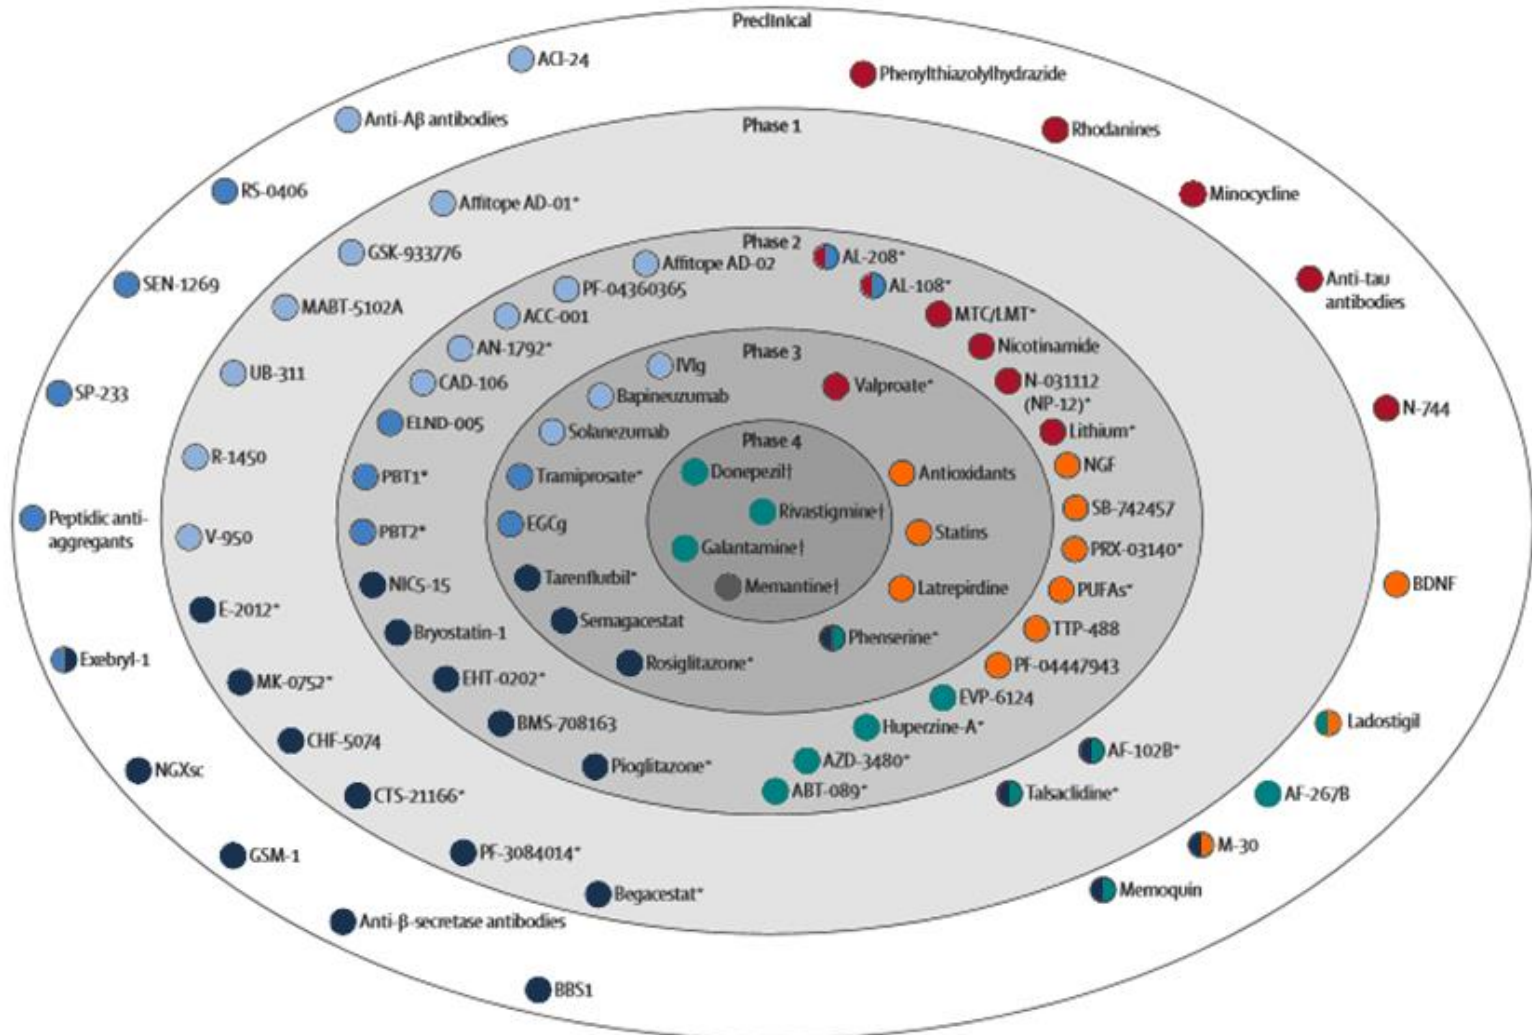 Preclinical
ACI-24
Phenylthiazolylhydrazide
Anti-Aβ antibodies
Phase 1
Rhodanines
RS-0406
Minocycline
Affitope AD-01*
Phase 2
GSK-933776
AL-208*
Affitope AD-02
SEN-1269
PF-04360365
AL-108*
Anti-tau
antibodies
MABT-5102A
ACC-001
MTC/LMT*
AN-1792*
Phase 3
Nicotinamide
IVIg
UB-311
CAD-106
Valproate*
N-031112
(NP-12)*
SP-233
Bapineuzumab
N-744
ELND-005
Solanezumab
Lithium*
Phase 4
R-1450
NGF
PBT1*
Tramiprosate*
Donepezil†
Antioxidants
Rivastigmine†
SB-742457
Peptidic anti-
aggregants
EGCg
V-950
PBT2*
Statins
Galantamine†
PRX-03140*
Tarenflurbil*
NIC5-15
Memantine†
Latrepirdine
PUFAs*
BDNF
E-2012*
Semagacestat
Bryostatin-1
Phenserine*
TTP-488
Exebryl-1
Rosiglitazone*
PF-04447943
MK-0752*
EHT-0202*
EVP-6124
BMS-708163
Huperzine-A*
Ladostigil
CHF-5074
AF-102B*
NGXsc
Pioglitazone*
AZD-3480*
CTS-21166*
ABT-089*
Talsaclidine*
AF-267B
M-30
GSM-1
PF-3084014*
Begacestat*
Memoquin
Anti-β-secretase antibodies
BBS1